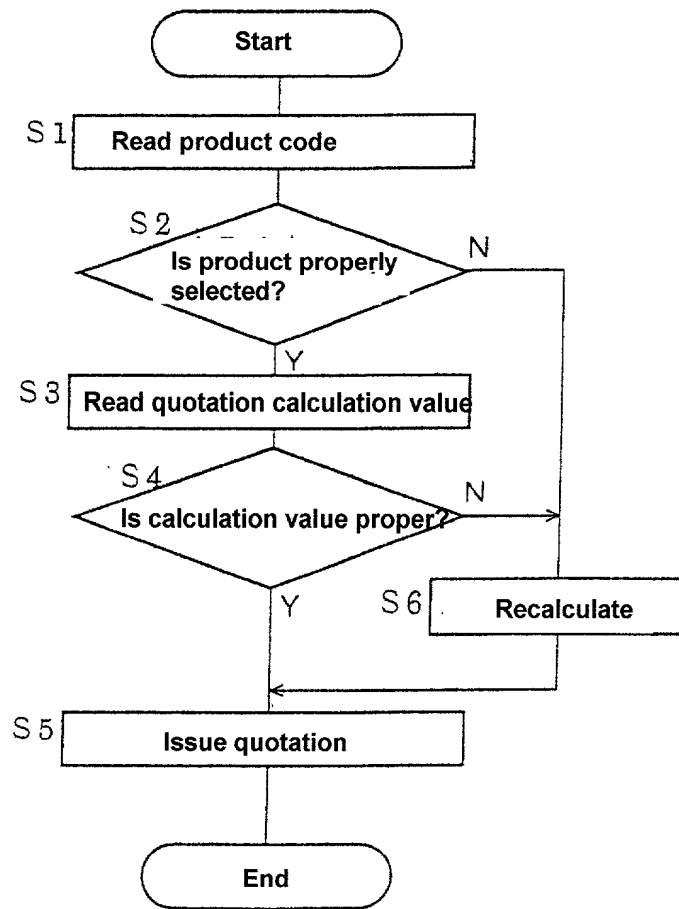 Start
S1
Read product code
S2
N
Is product properly
selected?
Y
S3
Read quotation calculation value
S4
N
Is calculation value proper?
Y
S6
Recalculate
S5
Issue quotation
End